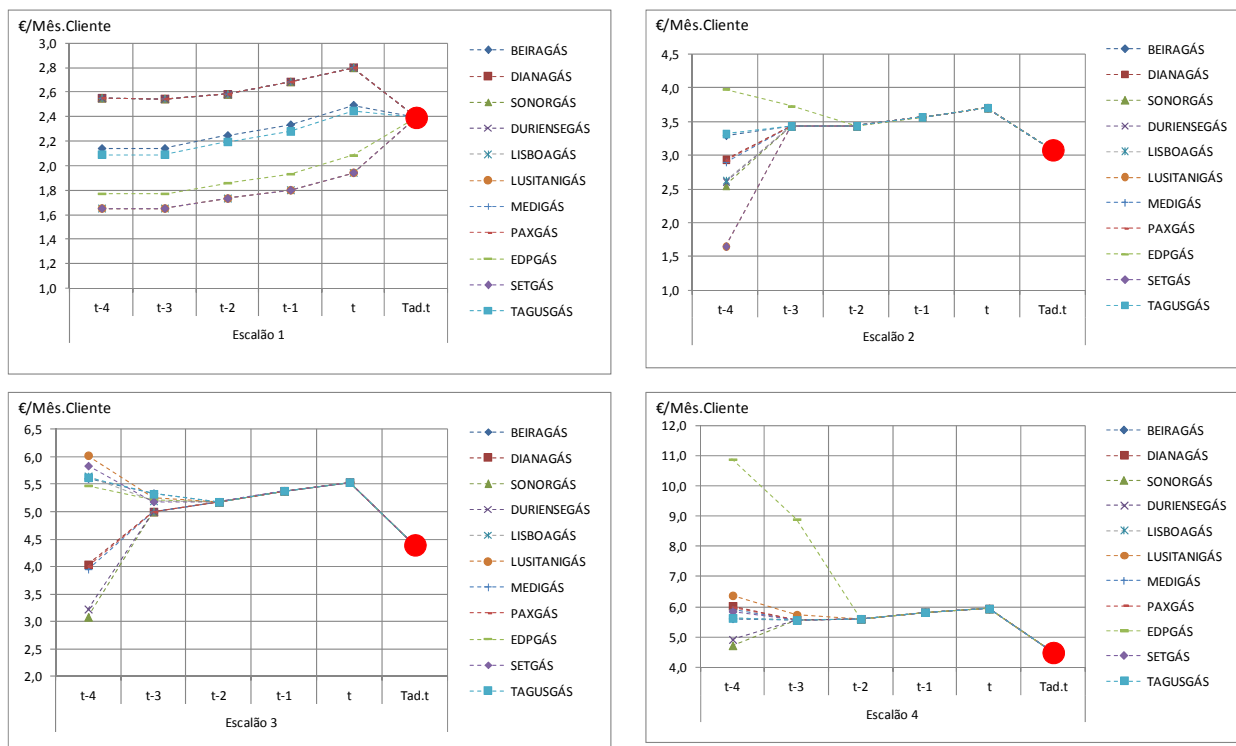 €/Mês.Cliente
3,0
2,8
2,6
2,4
2,2
2,0
1,8
1,6
1,4
1,2
1,0
t-4 t-3 t-2 t-1 t Tad.t
Escalão 1
BEIRAGÁS
DIANAGÁS
SONORGÁS
DURIENSEGÁS
LISBOAGÁS
LUSITANIGÁS
MEDIGÁS
PAXGÁS
EDPGÁS
SETGÁS
TAGUSGÁS
€/Mês.Cliente
4,5
4,0
3,5
3,0
2,5
2,0
1,5
1,0
t-4 t-3 t-2 t-1 t Tad.t
Escalão 2
BEIRAGÁS
DIANAGÁS
SONORGÁS
DURIENSEGÁS
LISBOAGÁS
LUSITANIGÁS
MEDIGÁS
PAXGÁS
EDPGÁS
SETGÁS
TAGUSGÁS
€/Mês.Cliente
6,5
6,0
5,5
5,0
4,5
4,0
3,5
3,0
2,5
2,0
t-4 t-3 t-2 t-1 t Tad.t
Escalão 3
BEIRAGÁS
DIANAGÁS
SONORGÁS
DURIENSEGÁS
LISBOAGÁS
LUSITANIGÁS
MEDIGÁS
PAXGÁS
EDPGÁS
SETGÁS
TAGUSGÁS
€/Mês.Cliente
12,0
11,0
10,0
9,0
8,0
7,0
6,0
5,0
4,0
t-4 t-3 t-2 t-1 t Tad.t
Escalão 4
BEIRAGÁS
DIANAGÁS
SONORGÁS
DURIENSEGÁS
LISBOAGÁS
LUSITANIGÁS
MEDIGÁS
PAXGÁS
EDPGÁS
SETGÁS
TAGUSGÁS